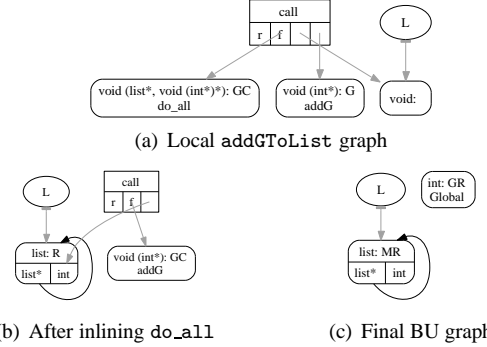 call
L
r f
void (list*, void (int*)*): GC
do_all
void (int*): G
addG
void:
(a) Local addGToList graph
L
call
r f
list: R
list* int
void (int*): GC
addG
(b) After inlining do_all
L
int: GR
Global
list: MR
list* int
(c) Final BU graph